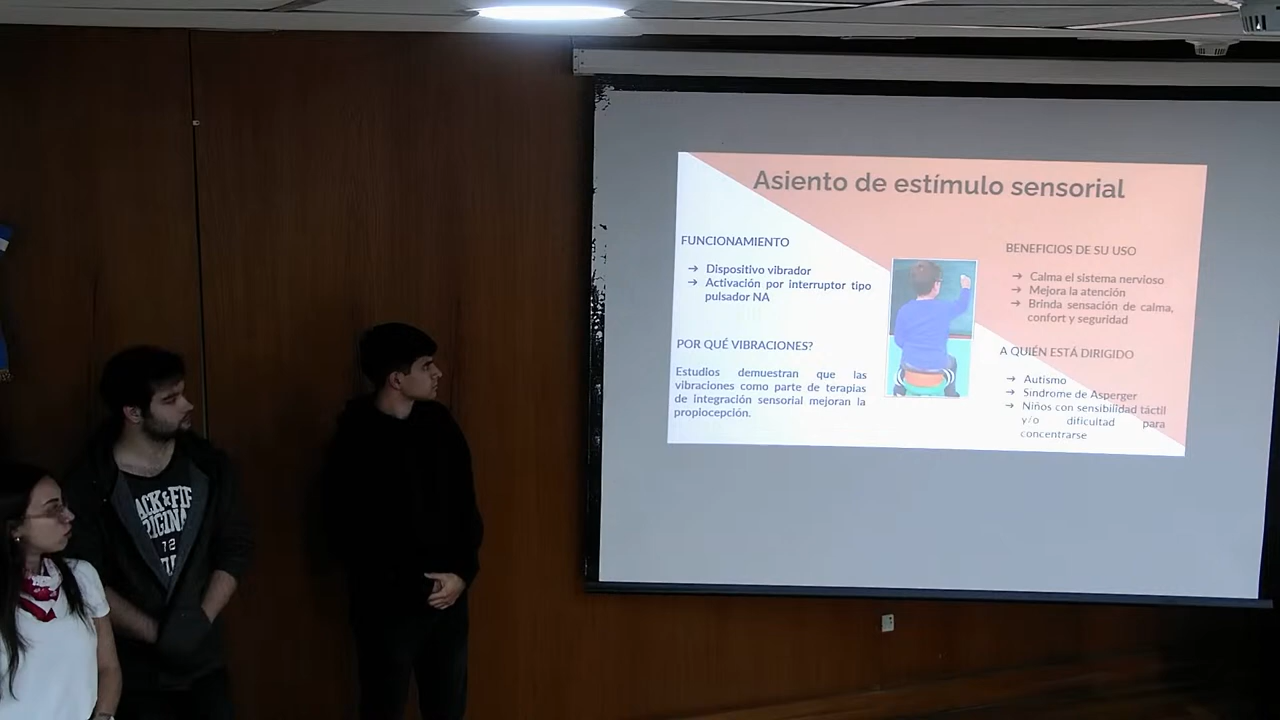 Asiento de estímulo sensorial
FUNCIONAMIENTO
→ Dispositivo vibrador
→ Activación por interruptor tipo
pulsador NA
POR QUÉ VIBRACIONES?
Estudios demuestran que las
vibraciones como parte de terapias
de integración sensorial mejoran la
propiocepción.
BENEFICIOS DE SU USO
→ Calma el sistema nervioso
→ Mejora la atención
→ Brinda sensación de calma,
confort y seguridad
A QUIÉN ESTÁ DIRIGIDO
→ Autismo
→ Sindrome de Asperger
→ Niños con sensibilidad táctil
y/o dificultad para
concentrarse
12